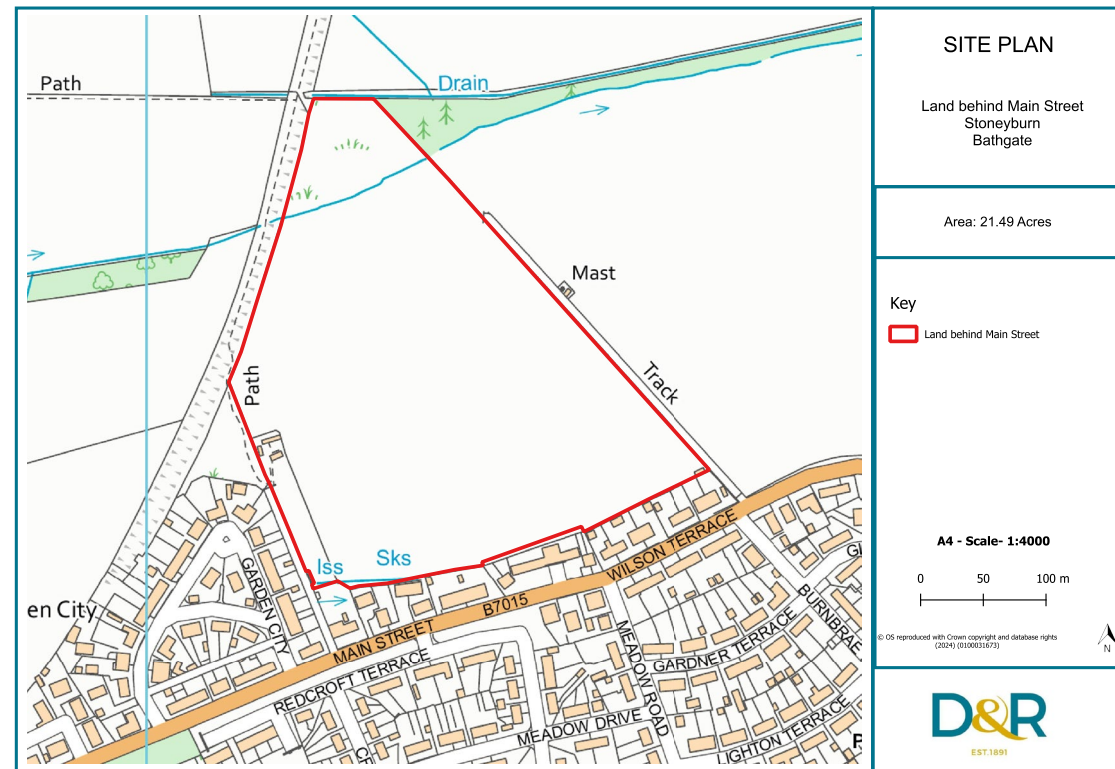 Path
Drain
Mast
Track
Path
Iss
Sks
en City
GARDEN CITY
MAIN STREET
B7015
WILSON TERRACE
REDCROFT TERRACE
MEADOW ROAD
GARDNER TERRACE
BURNBRAE
MEADOW DRIVE
LIGHTON TERRACE
SITE PLAN
Land behind Main Street
Stoneyburn
Bathgate
Area: 21.49 Acres
Key
Land behind Main Street
A4 - Scale- 1:4000
0 50 100 m
© OS reproduced with Crown copyright and database rights
(2024) (0100031673)
N
D&R
EST.1891